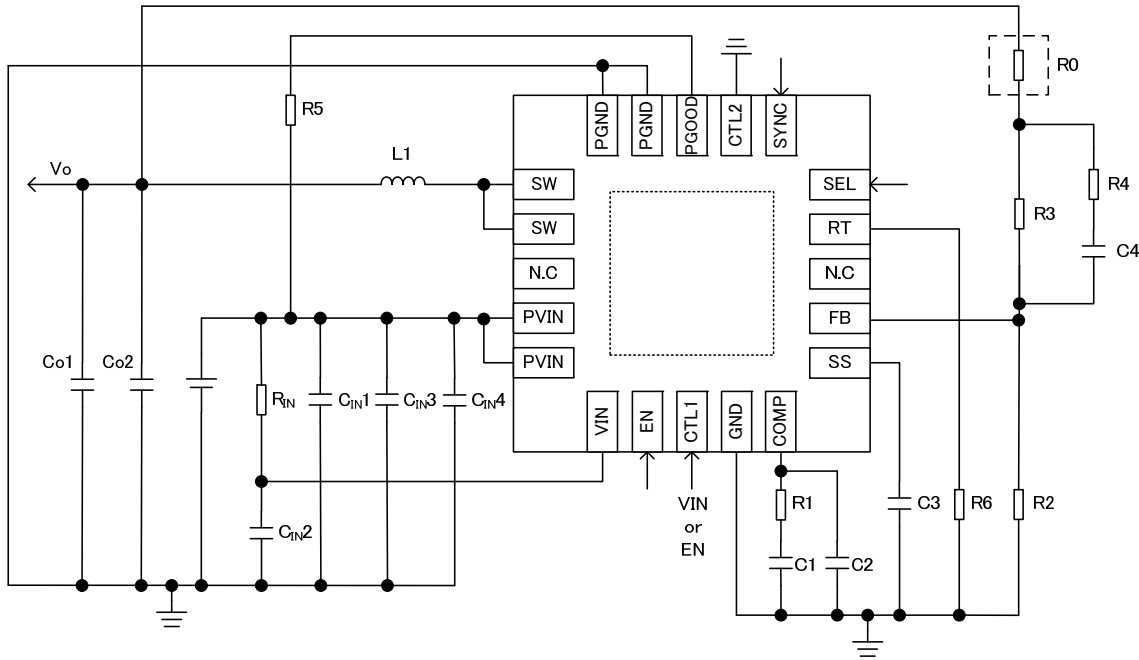 R0
R5
PGND
PGND
PGOOD
CTL2
SYNC
L1
Vo
SW
SEL
R4
SW
RT
R3
C4
N.C
N.C
PVIN
FB
Co1
Co2
PVIN
SS
RIN
CIN1
CIN3
CIN4
VIN
EN
CTL1
GND
COMP
VIN
or
EN
R1
C3
R6
R2
CIN2
C1
C2